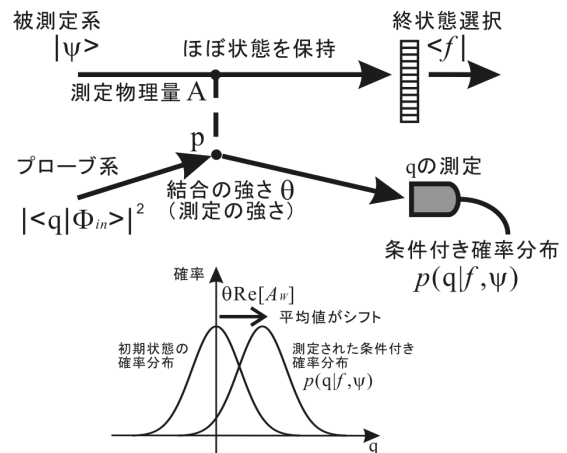 被測定系
|ψ>
ほぼ状態を保持
終状態選択
<f|
測定物理量 A
p
プローブ系
|<q|Φin>|²
結合の強さ θ
(測定の強さ)
qの測定
条件付き確率分布
p(q|f,ψ)
確率
θRe[AW]
平均値がシフト
初期状態の
確率分布
測定された条件付き
確率分布
p(q|f,ψ)
q